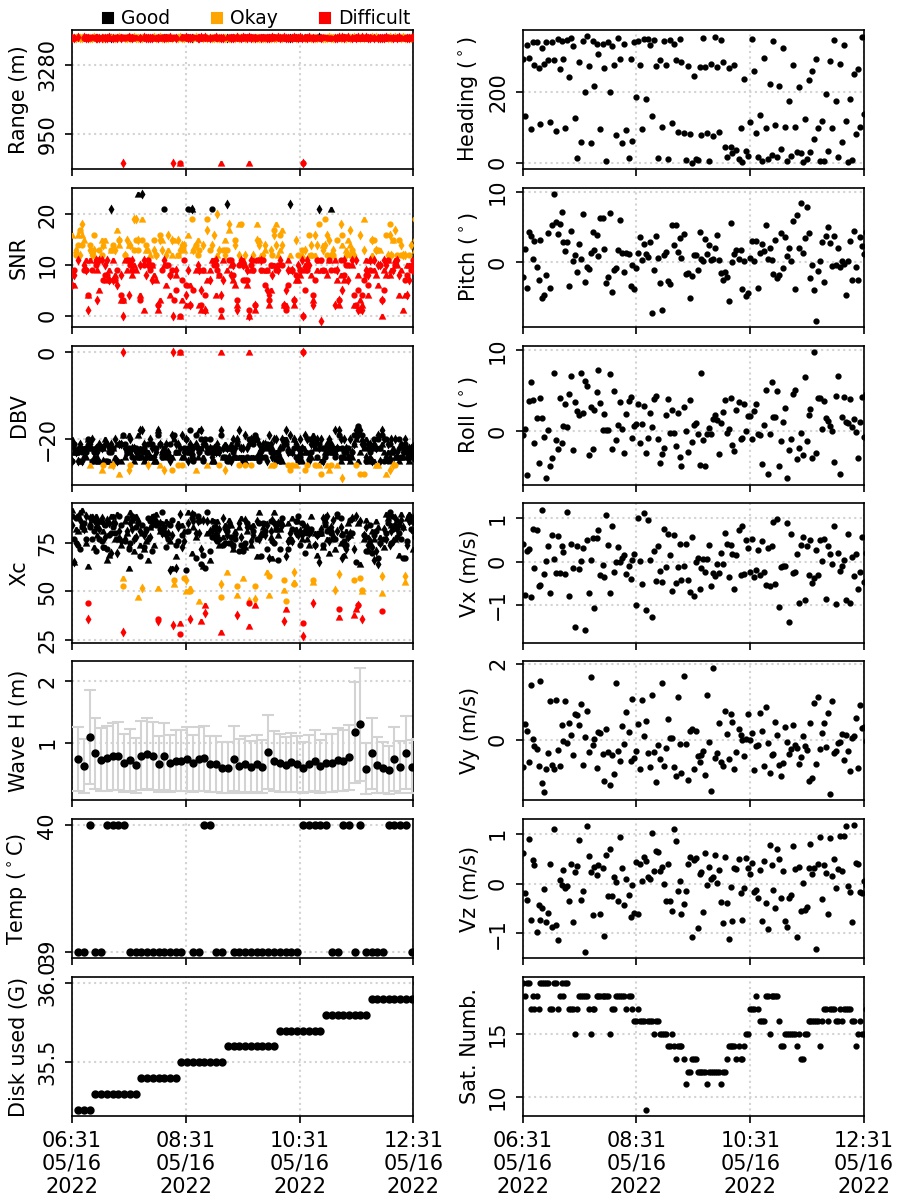 Good Okay Difficult
Range (m)
3280
950
Heading (°)
200
0
SNR
20
10
0
Pitch (°)
10
0
DBV
0
−20
Roll (°)
10
0
Xc
75
50
25
Vx (m/s)
1
0
−1
Wave H (m)
2
1
Vy (m/s)
2
0
Temp (°C)
40
39
Vz (m/s)
1
0
−1
Disk used (G)
36.0
35.5
Sat. Numb.
15
10
06:31 08:31 10:31 12:31 06:31 08:31 10:31 12:31
05/16 05/16 05/16 05/16 05/16 05/16 05/16 05/16
2022 2022 2022 2022 2022 2022 2022 2022